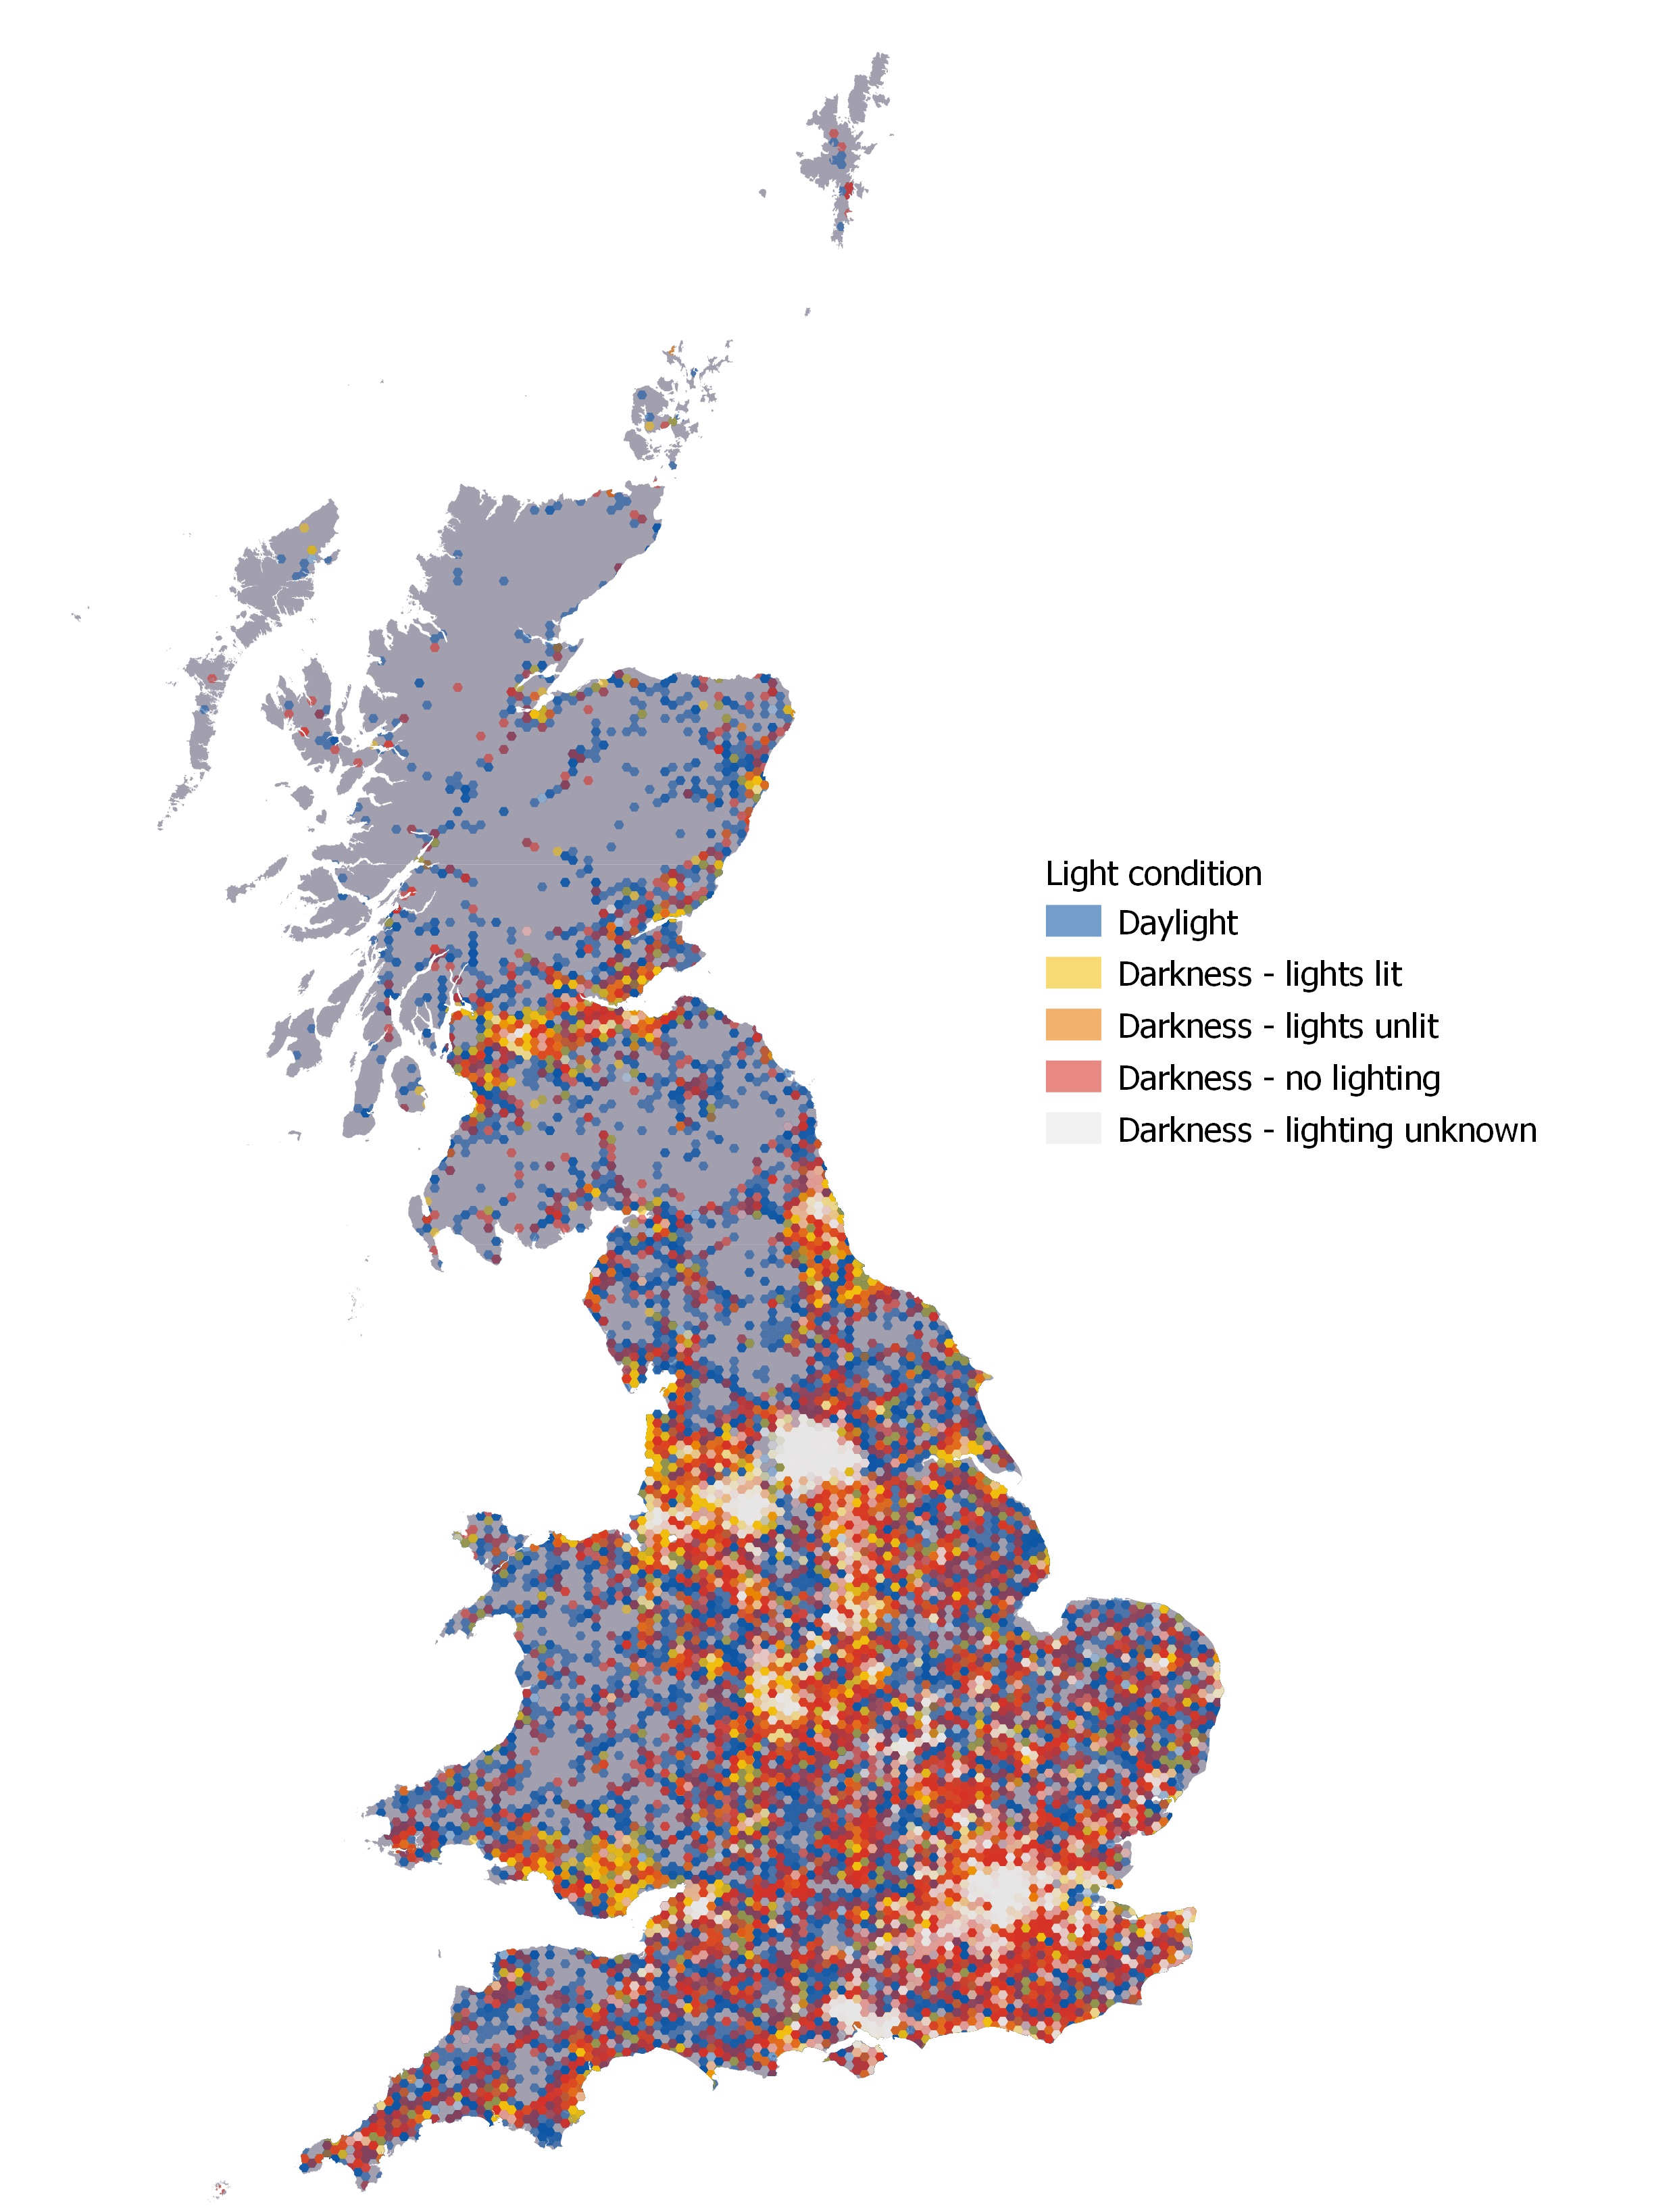 Light condition
Daylight
Darkness - lights lit
Darkness - lights unlit
Darkness - no lighting
Darkness - lighting unknown